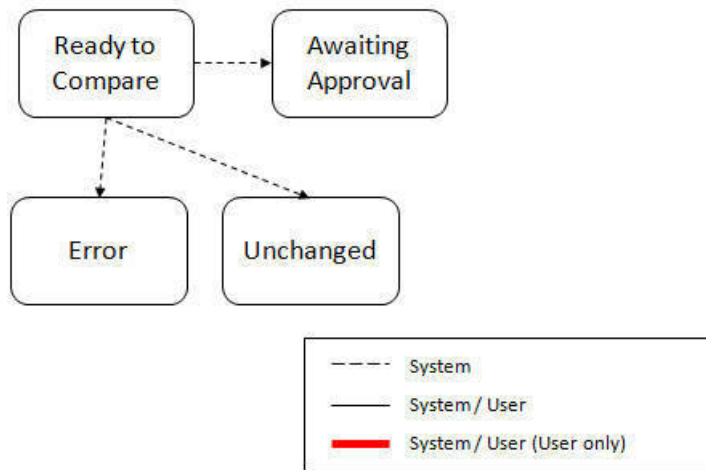 Ready to
Compare
Awaiting
Approval
Error
Unchanged
System
System / User
System / User (User only)